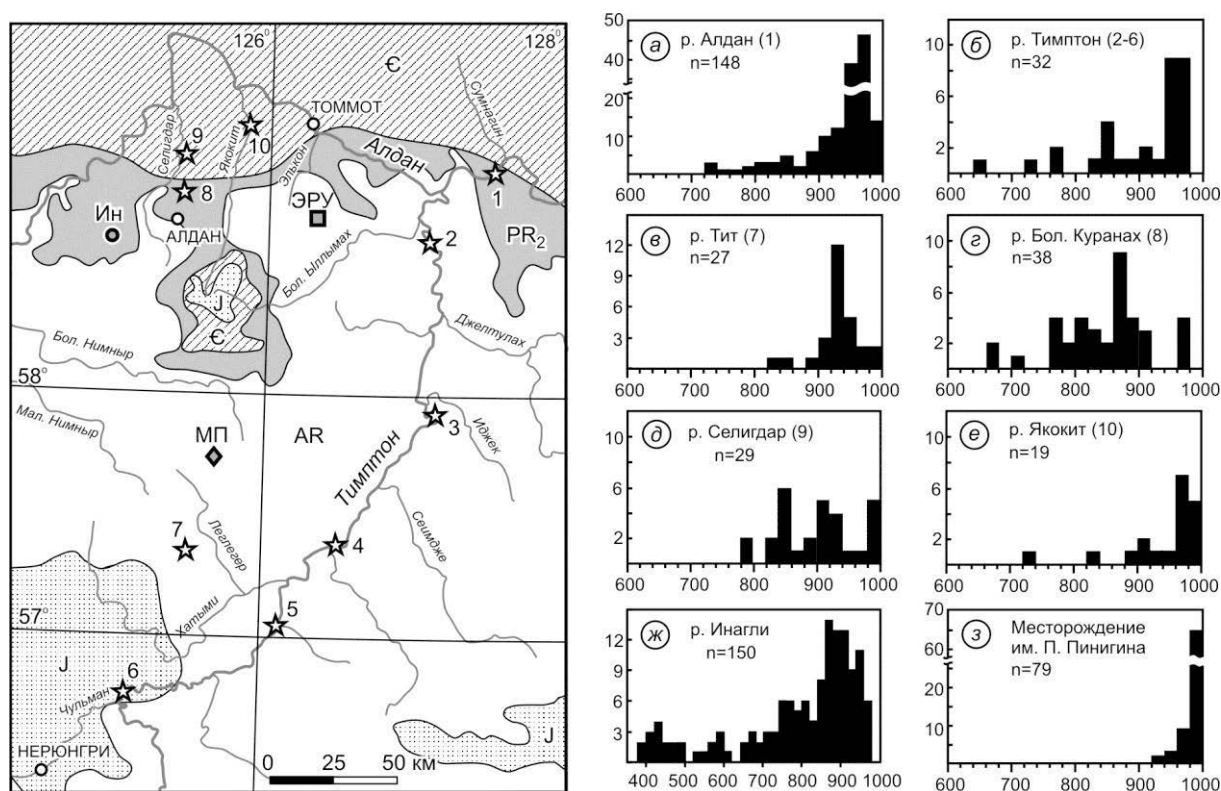 126⁰
128⁰
Є
ТОММОТ
Селигдар
9
Якокит
10
Элькон
Алдан
Сумнагин
1
8
Ин
АЛДАН
ЭРУ
2
PR₂
Бол. Ыллымах
J
Є
Джелтулах
Бол. Нимныр
58⁰
Мал. Нимныр
МП
AR
3
Иджек
Тимптон
7
Леглегер
4
Сеимдже
57⁰
Хатыми
5
6
J
Чульман
НЕРЮНГРИ
0 25 50 КМ
J
а р. Алдан (1)
n=148
50
40
20
10
600 700 800 900 1000
б р. Тимптон (2-6)
n=32
10
6
2
600 700 800 900 1000
в р. Тит (7)
n=27
12
9
6
3
600 700 800 900 1000
г р. Бол. Куранах (8)
n=38
10
6
2
600 700 800 900 1000
д р. Селигдар (9)
n=29
10
6
2
600 700 800 900 1000
е р. Якокит (10)
n=19
10
6
2
600 700 800 900 1000
ж р. Инагли
n=150
12
9
6
3
400 500 600 700 800 900 1000
з Месторождение
им. П. Пинигина
n=79
70
60
20
10
600 700 800 900 1000